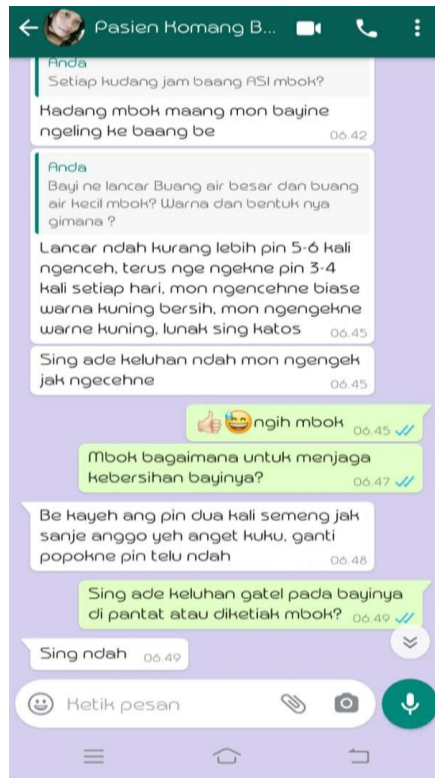 Pasien Komang B...
Anda
Setiap kudang jam baang ASI mbok?
Kadang mbok maang mon bayine
ngeling ke baang be
06.42
Anda
Bayi ne lancar Buang air besar dan buang
air kecil mbok? Warna dan bentuk nya
gimana ?
Lancar ndah kurang lebih pin 5-6 kali
ngenceh, terus nge ngekne pin 3-4
kali setiap hari, mon ngencehne biase
warna kuning bersih, mon ngengekne
warne kuning, lunak sing katos
06.45
Sing ade keluhan ndah mon ngengek
jak ngecehne
06.45
ngih mbok 06.45
Mbok bagaimana untuk menjaga
kebersihan bayinya?
06.47
Be kayeh ang pin dua kali semeng jak
sanje anggo yeh anget kuku, ganti
popokne pin telu ndah
06.48
Sing ade keluhan gatel pada bayinya
di pantat atau diketiak mbok? 06.49
Sing ndah 06.49
Ketik pesan